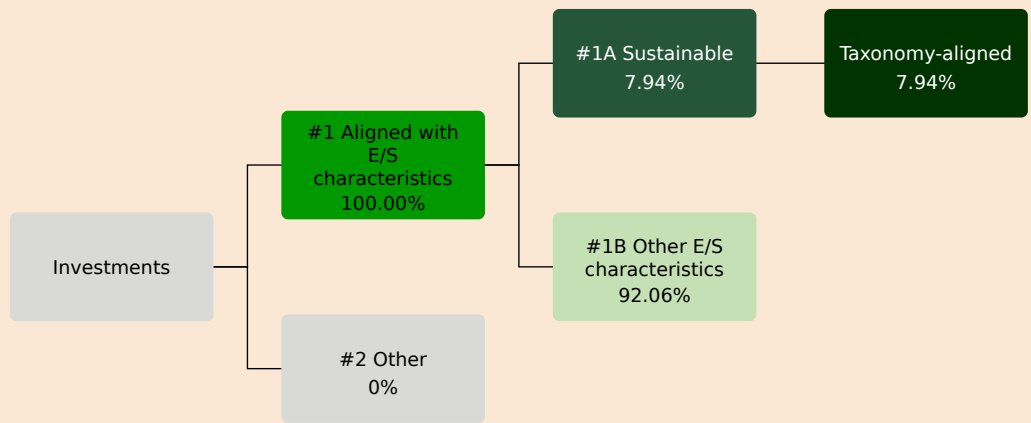 Investments
#1 Aligned with
E/S
characteristics
100.00%
#2 Other
0%
#1A Sustainable
7.94%
#1B Other E/S
characteristics
92.06%
Taxonomy-aligned
7.94%